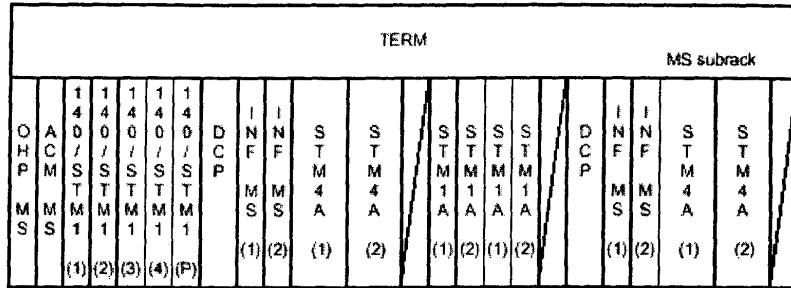 TERM
MS subrack
OHP MS
ACM MS
140/STM1 (1)
140/STM1 (2)
140/STM1 (3)
140/STM1 (4)
140/STM1 (P)
DCP
INF MS (1)
INF MS (2)
STM4A (1)
STM4A (2)
STM1A (1)
STM1A (2)
STM1A (1)
STM1A (2)
DCP
INF MS (1)
INF MS (2)
STM4A (1)
STM4A (2)